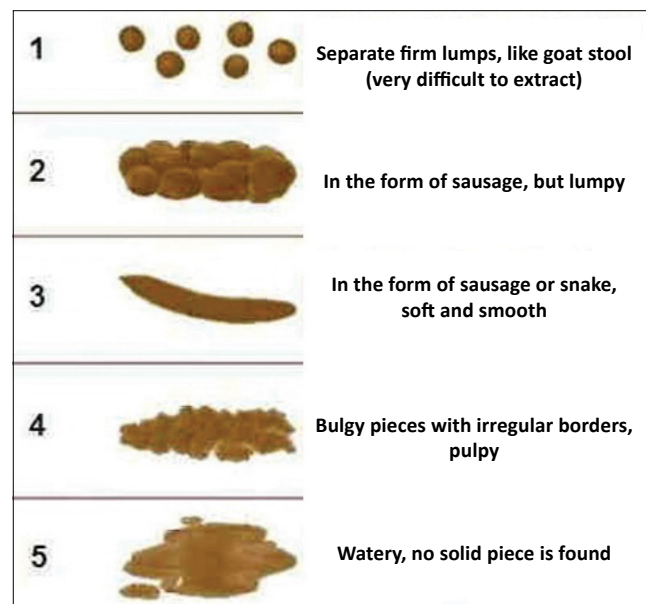 1
Separate firm lumps, like goat stool
(very difficult to extract)
2
In the form of sausage, but lumpy
3
In the form of sausage or snake,
soft and smooth
4
Bulgy pieces with irregular borders,
pulpy
5
Watery, no solid piece is found